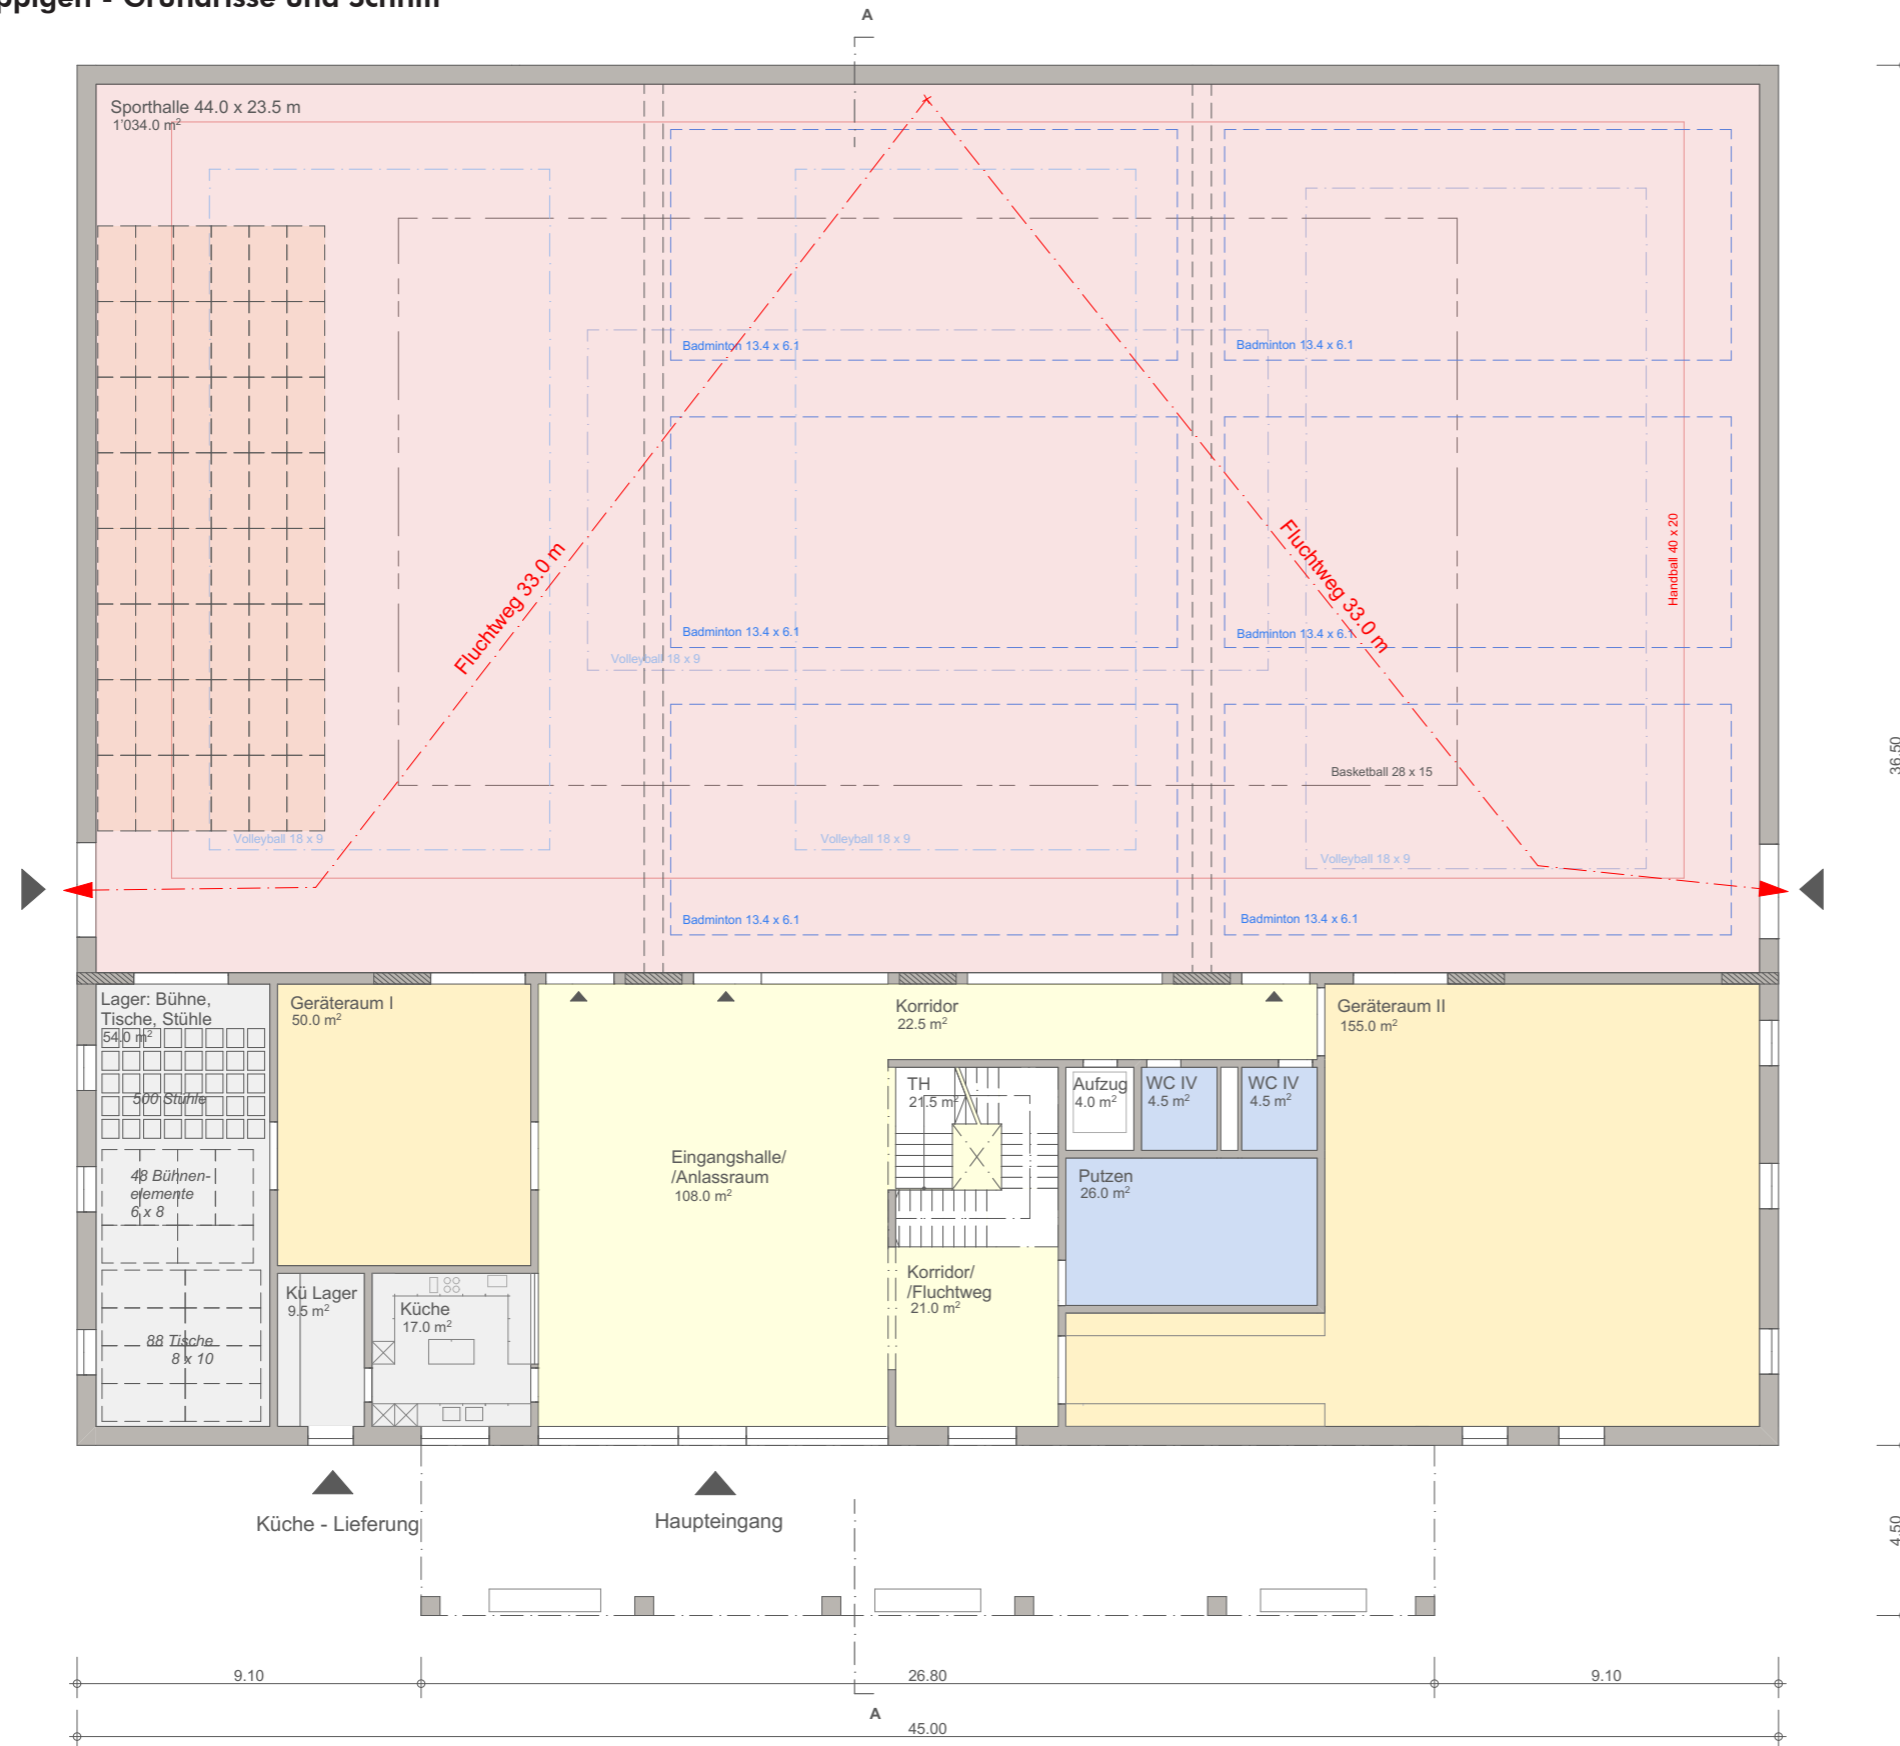 ppigen - Grundrisse und Schnitt
A
Sporthalle 44.0 x 23.5 m
1'034.0 m²
Badminton 13.4 x 6.1
Badminton 13.4 x 6.1
Fluchtweg 33.0 m
Fluchtweg 33.0 m
Handball 40 x 20
Badminton 13.4 x 6.1
Badminton 13.4 x 6.1
Volleyball 18 x 9
Basketball 28 x 15
36.50
Volleyball 18 x 9
Volleyball 18 x 9
Volleyball 18 x 9
Badminton 13.4 x 6.1
Badminton 13.4 x 6.1
Lager: Bühne,
Tische, Stühle
54.0 m²
500 Stühle
48 Bühnen-
elemente
6 x 8
88 Tische
8 x 10
Geräteraum I
50.0 m²
Kü Lager
9.5 m²
Küche
17.0 m²
Eingangshalle/
/Anlassraum
108.0 m²
Korridor
22.5 m²
TH
21.5 m²
Aufzug
4.0 m²
WC IV
4.5 m²
WC IV
4.5 m²
Putzen
26.0 m²
Korridor/
/Fluchtweg
21.0 m²
Geräteraum II
155.0 m²
Küche - Lieferung
Haupteingang
4.50
9.10
26.80
9.10
A
45.00